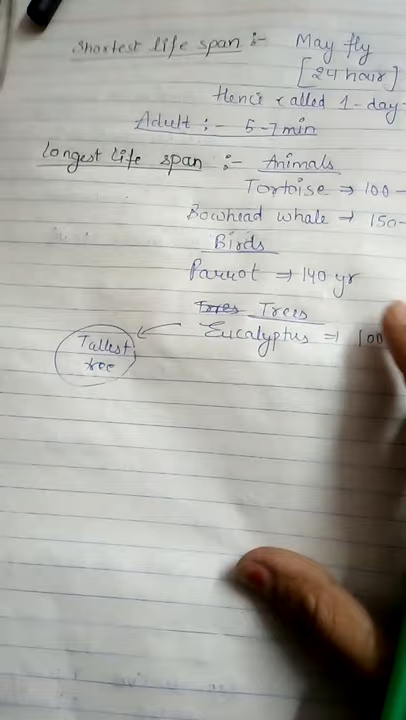 Shortest life span :- May fly
[24 hour]
Hence called 1-day-
Adult :- 5-7 min
Longest life span :- Animals
Tortoise ⇒ 100-
Bowhead whale → 150-
Birds
Parrot ⇒ 140 yr
Trees Trees
Eucalyptus ⇒ 100
Tallest
tree